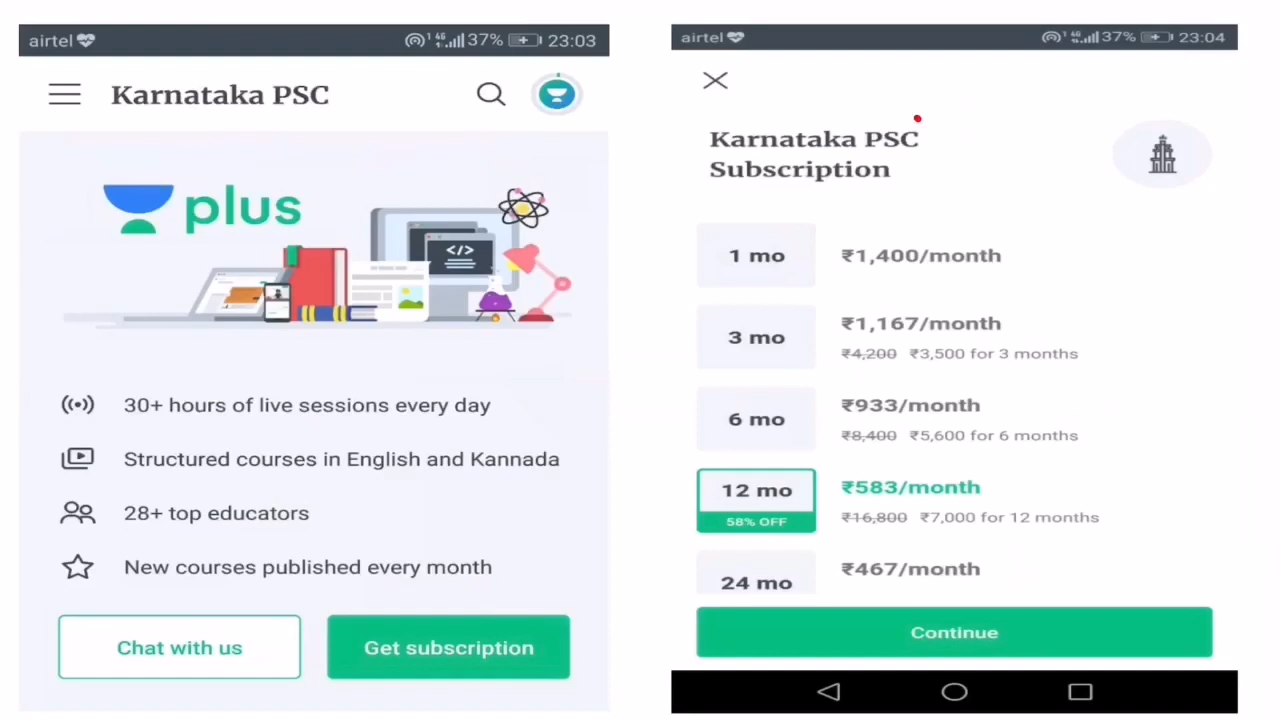 airtel 37% 23:03
Karnataka PSC
plus
</>
30+ hours of live sessions every day
Structured courses in English and Kannada
28+ top educators
New courses published every month
Chat with us
Get subscription
airtel 37% 23:04
Karnataka PSC
Subscription
1 mo ₹1,400/month
3 mo ₹1,167/month
₹4,200 ₹3,500 for 3 months
6 mo ₹933/month
₹8,400 ₹5,600 for 6 months
12 mo ₹583/month
58% OFF ₹16,800 ₹7,000 for 12 months
24 mo ₹467/month
Continue